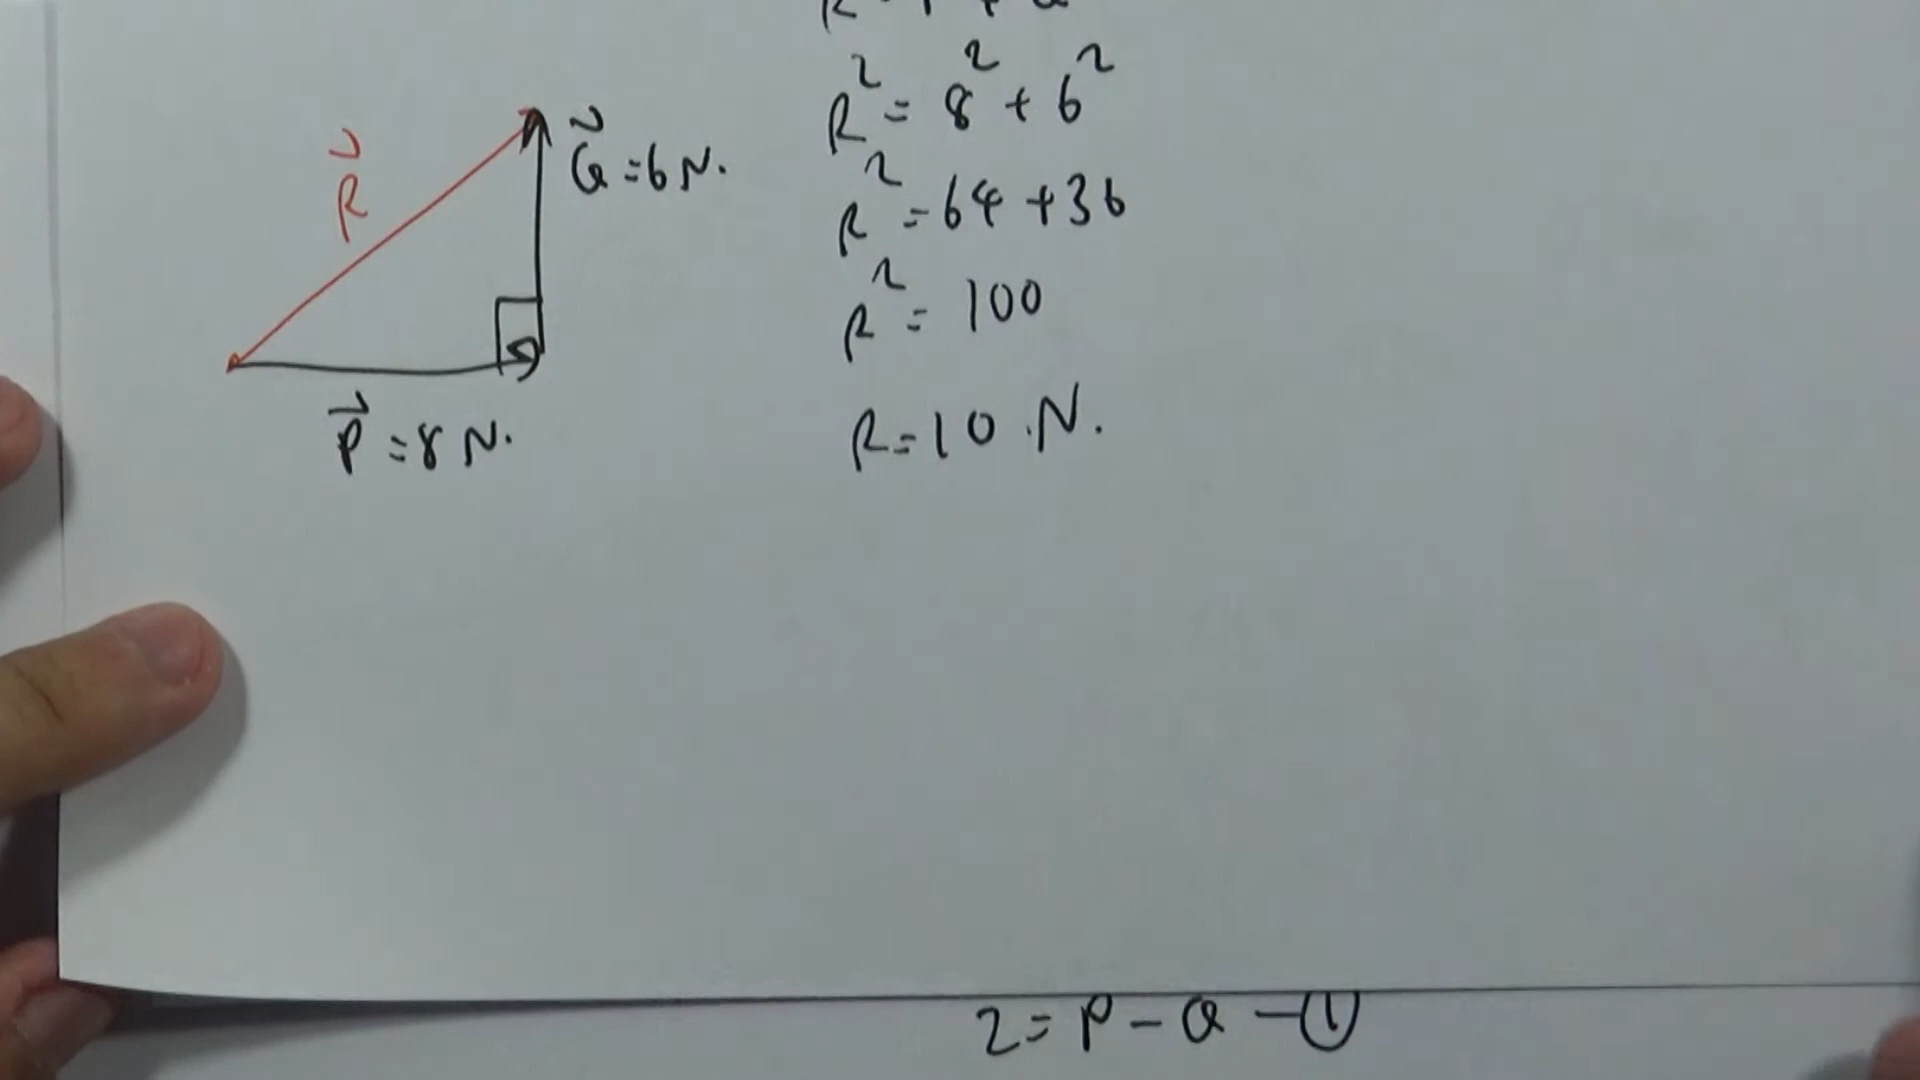 R² = 8² + 6²
R⃗
Q⃗ = 6 N.
R² = 64 + 36
R² = 100
P⃗ = 8 N.
R = 10 N.
2 = P - Q - ①